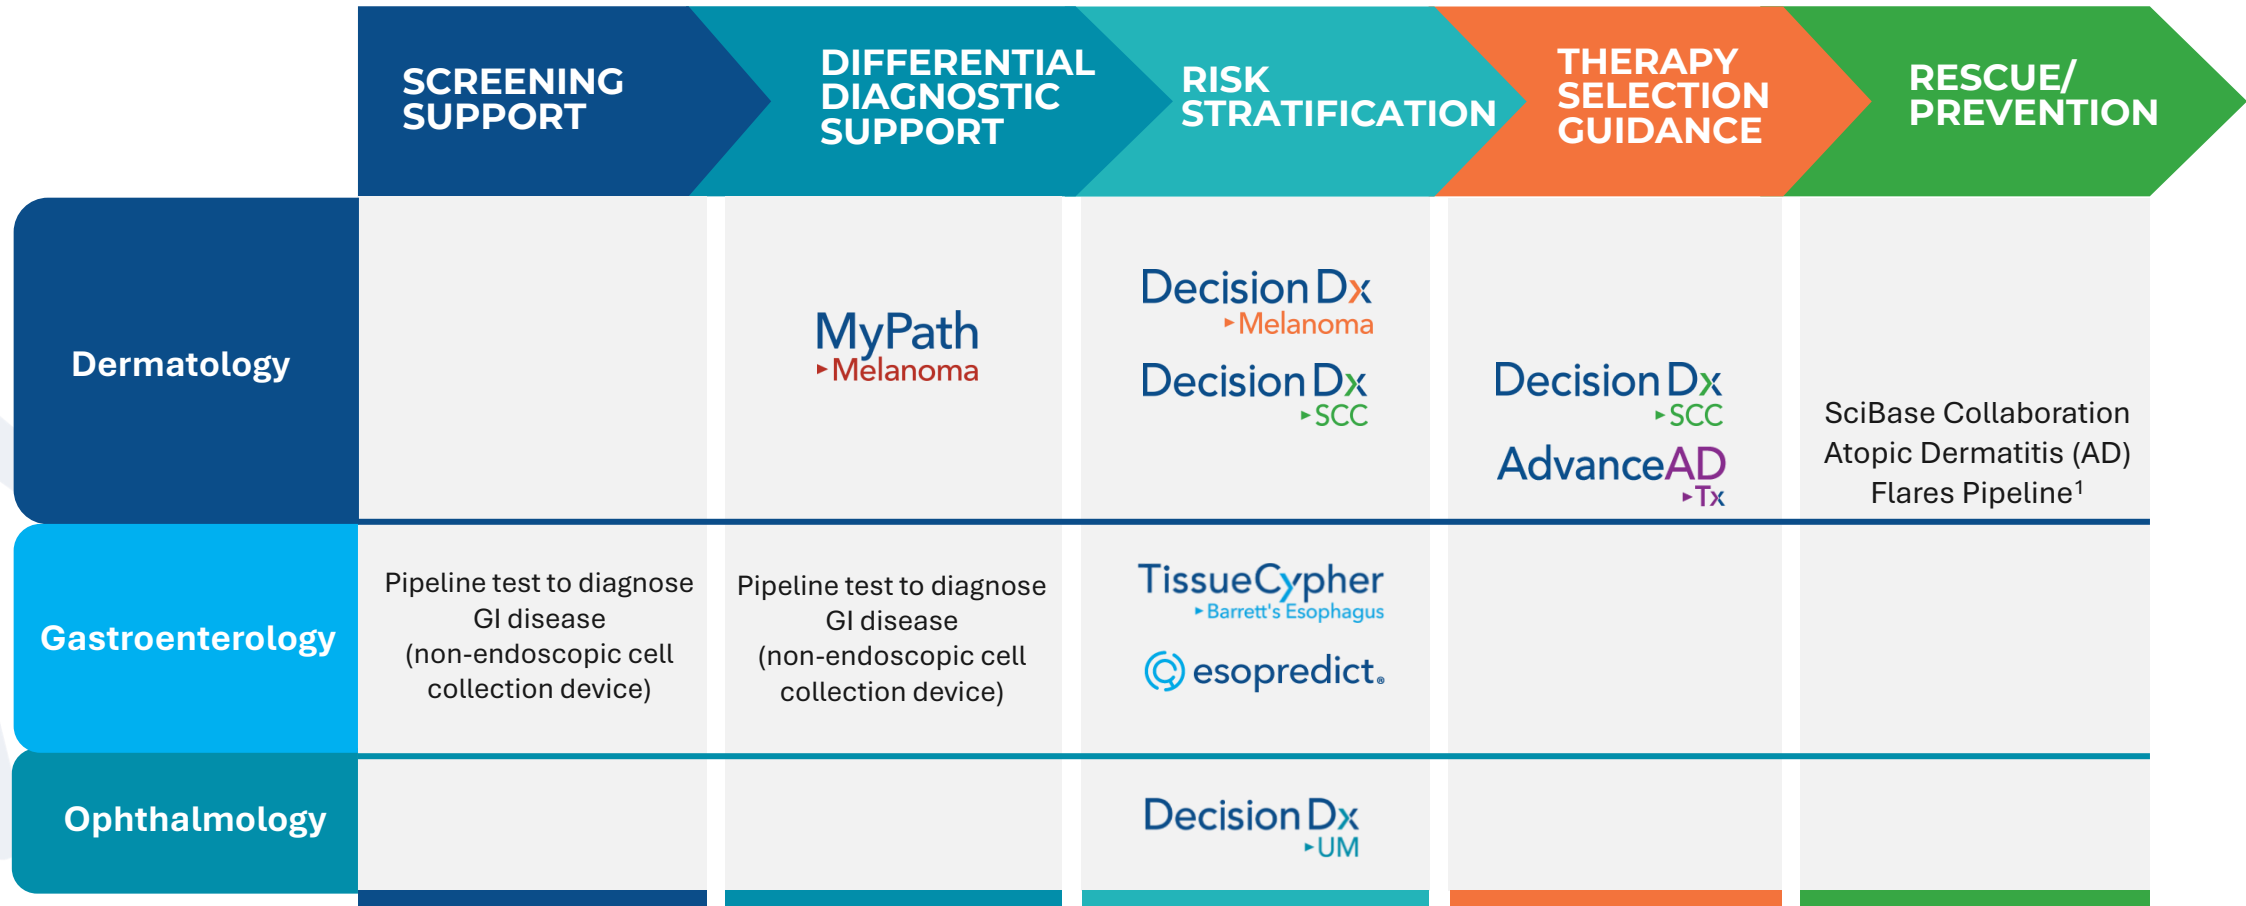 SCREENING
SUPPORT
DIFFERENTIAL
DIAGNOSTIC
SUPPORT
RISK
STRATIFICATION
THERAPY
SELECTION
GUIDANCE
RESCUE/
PREVENTION
Dermatology
MyPath
▸Melanoma
DecisionDx
▸Melanoma
DecisionDx
▸SCC
DecisionDx
▸SCC
AdvanceAD
▸Tx
SciBase Collaboration
Atopic Dermatitis (AD)
Flares Pipeline¹
Gastroenterology
Pipeline test to diagnose
GI disease
(non-endoscopic cell
collection device)
Pipeline test to diagnose
GI disease
(non-endoscopic cell
collection device)
TissueCypher
▸Barrett's Esophagus
esopredict®
Ophthalmology
DecisionDx
▸UM